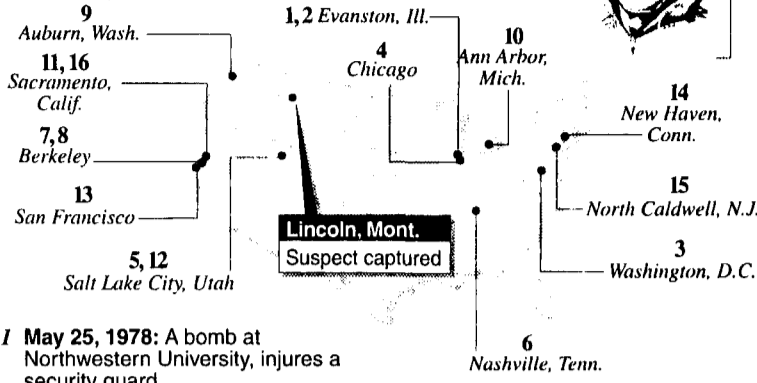 9
Auburn, Wash.
11, 16
Sacramento,
Calif.
7, 8
Berkeley
13
San Francisco
5, 12
Salt Lake City, Utah
1, 2 Evanston, Ill.
4
Chicago
10
Ann Arbor,
Mich.
14
New Haven,
Conn.
15
North Caldwell, N.J.
3
Washington, D.C.
6
Nashville, Tenn.
Lincoln, Mont.
Suspect captured
1 May 25, 1978: A bomb at
Northwestern University, injures a
security guard